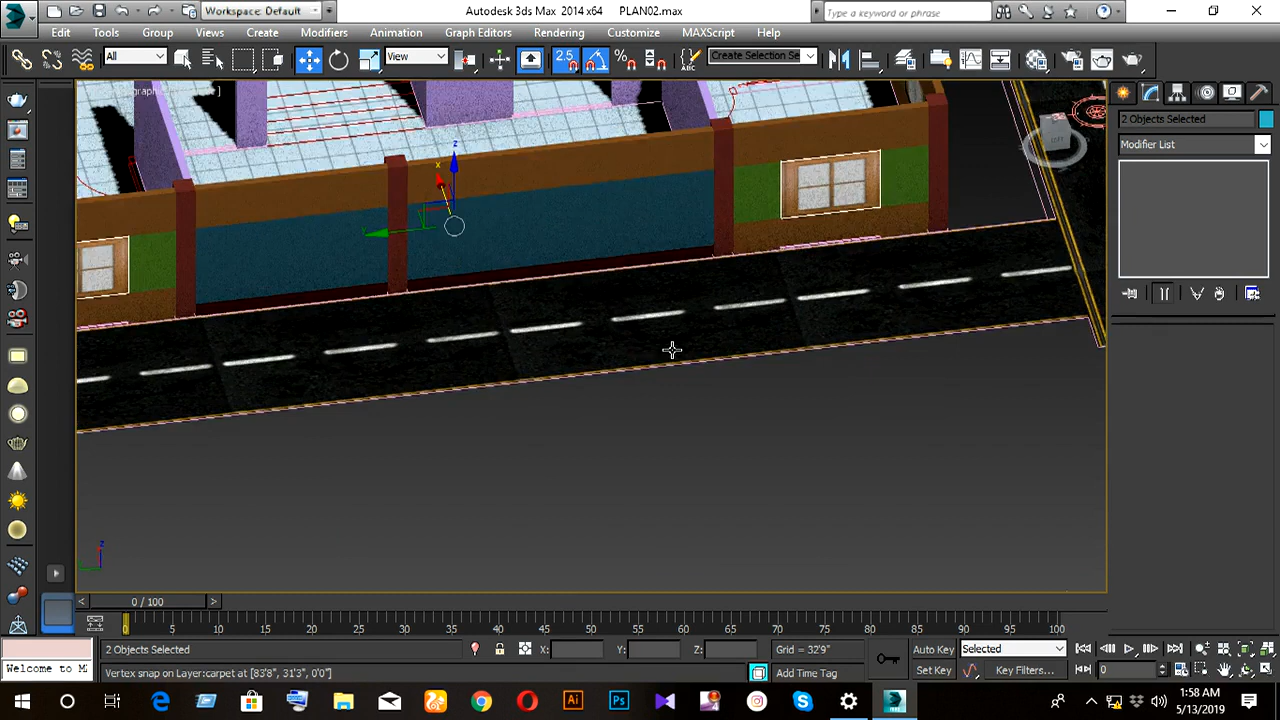 Workspace: Default
Autodesk 3ds Max 2014 x64 PLAN02.max
Type a keyword or phrase
MAX
Edit Tools Group Views Create Modifiers Animation Graph Editors Rendering Customize MAXScript Help
All
View
2.5
Create Selection Se
2 Objects Selected
Modifier List
z
x
LEFT
z
0 / 100
0 5 10 15 20 25 30 35 40 45 50 55 60 65 70 75 80 85 90 95 100
2 Objects Selected
X:
Y:
Z:
Grid = 32'9"
Auto Key
Selected
Welcome to M
Vertex snap on Layer:carpet at [83'8", 31'3", 0'0"]
Add Time Tag
Set Key
Key Filters...
0
1:58 AM
5/13/2019